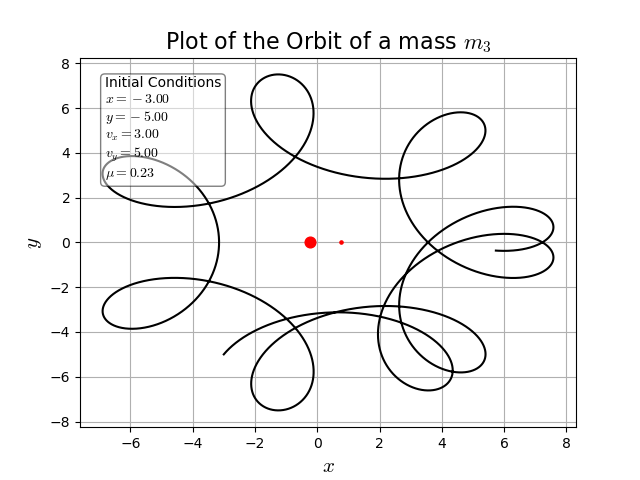 Plot of the Orbit of a mass m₃
Initial Conditions
x = −3.00
y = −5.00
vₓ = 3.00
v_y = 5.00
μ = 0.23
8
6
4
2
0
−2
−4
−6
−8
y
−6 −4 −2 0 2 4 6 8
x